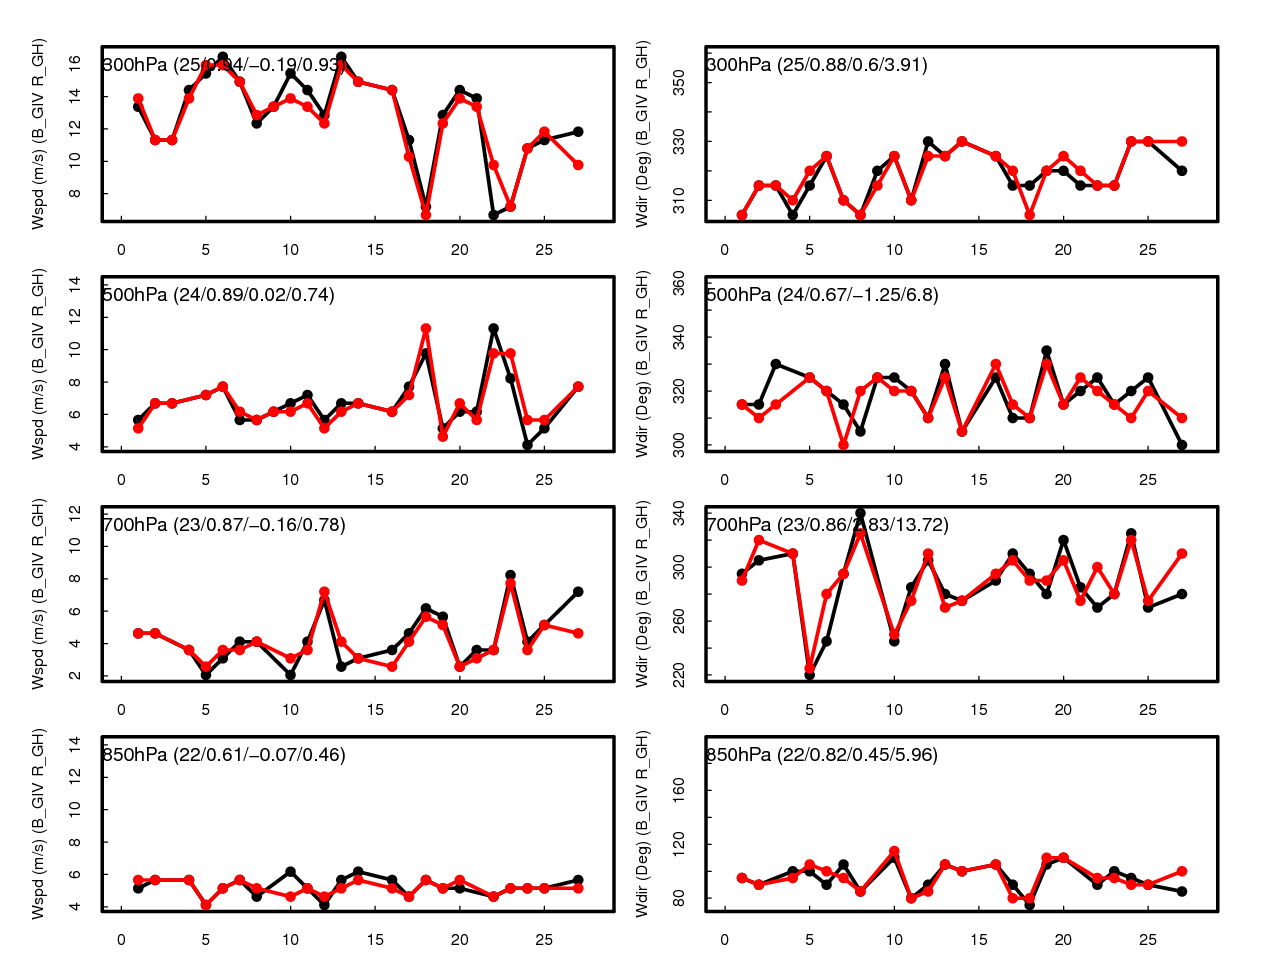 Wspd (m/s) (B_GIV R_GH)
8 10 12 14 16
300hPa (25/0.94/−0.19/0.93)
0 5 10 15 20 25
Wdir (Deg) (B_GIV R_GH)
310 330 350
300hPa (25/0.88/0.6/3.91)
0 5 10 15 20 25
Wspd (m/s) (B_GIV R_GH)
4 6 8 10 12 14
500hPa (24/0.89/0.02/0.74)
0 5 10 15 20 25
Wdir (Deg) (B_GIV R_GH)
300 320 340 360
500hPa (24/0.67/−1.25/6.8)
0 5 10 15 20 25
Wspd (m/s) (B_GIV R_GH)
2 4 6 8 10 12
700hPa (23/0.87/−0.16/0.78)
0 5 10 15 20 25
Wdir (Deg) (B_GIV R_GH)
220 260 300 340
700hPa (23/0.86/ .83/13.72)
0 5 10 15 20 25
Wspd (m/s) (B_GIV R_GH)
4 6 8 10 12 14
850hPa (22/0.61/−0.07/0.46)
0 5 10 15 20 25
Wdir (Deg) (B_GIV R_GH)
80 120 160
850hPa (22/0.82/0.45/5.96)
0 5 10 15 20 25